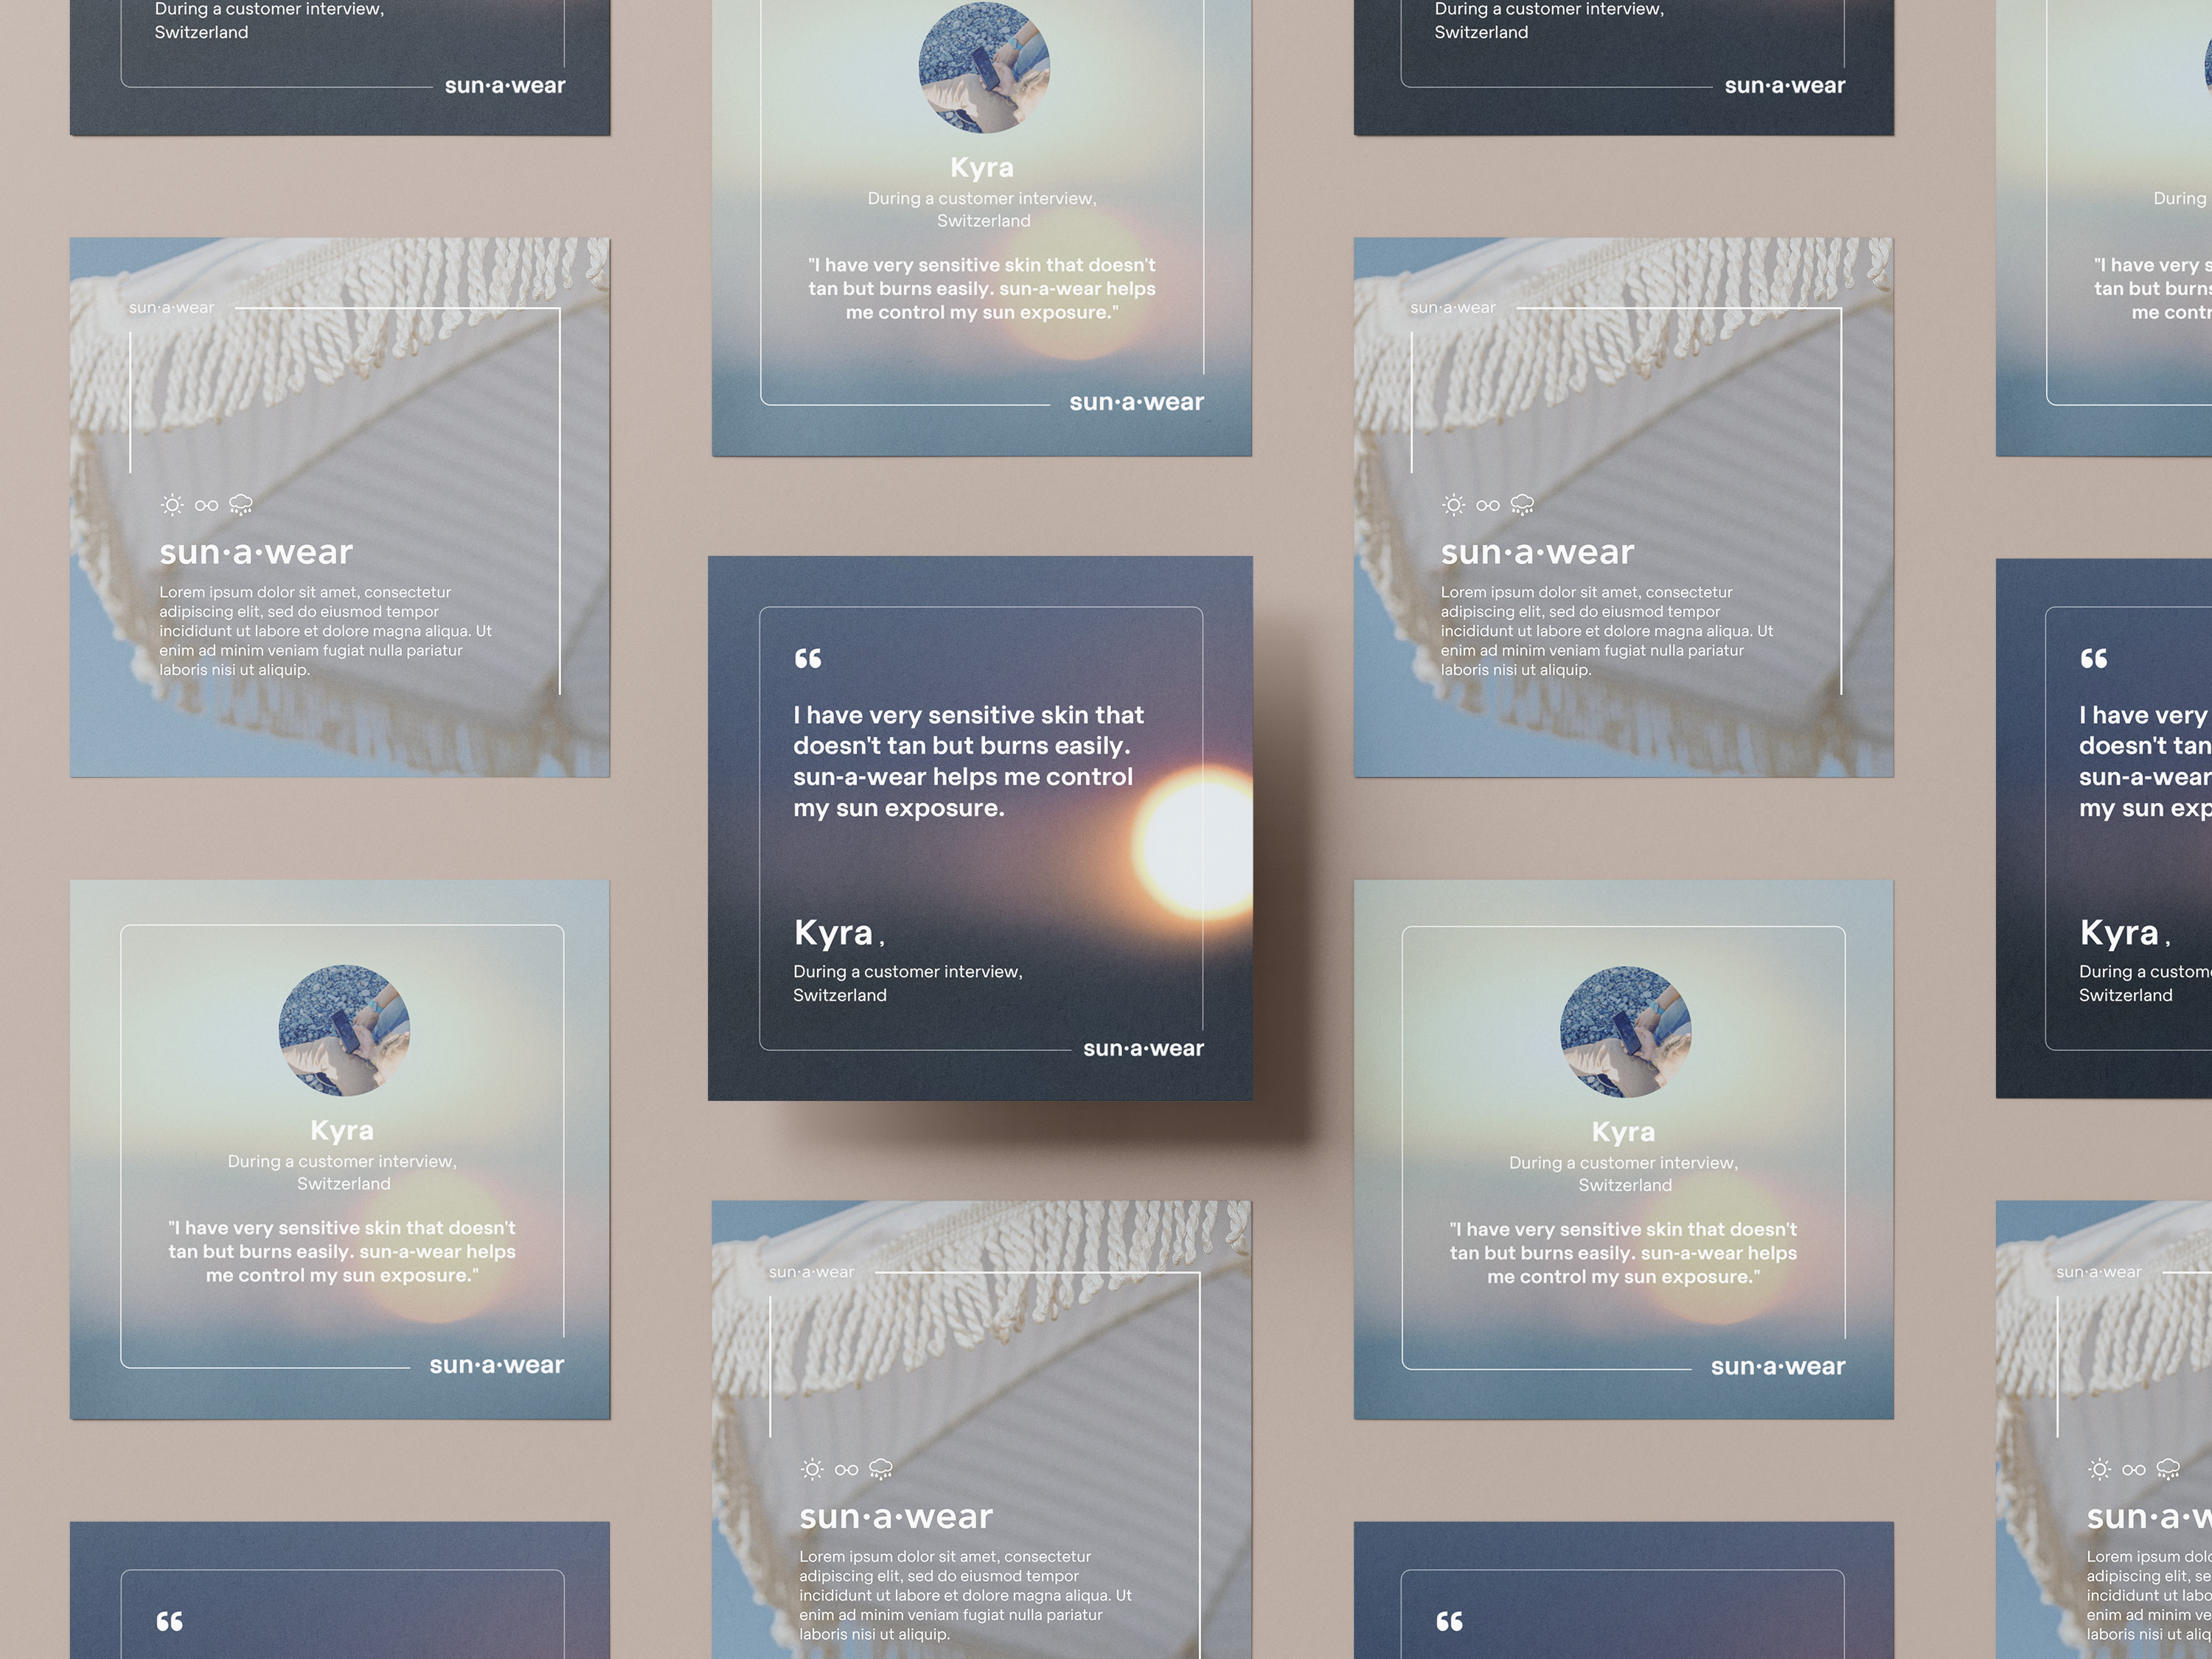 During a customer interview,
Switzerland
sun·a·wear
sun·a·wear
sun·a·wear
Lorem ipsum dolor sit amet, consectetur
adipiscing elit, sed do eiusmod tempor
incididunt ut labore et dolore magna aliqua. Ut
enim ad minim veniam fugiat nulla pariatur
laboris nisi ut aliquip.
Kyra
During a customer interview,
Switzerland
"I have very sensitive skin that doesn't
tan but burns easily. sun-a-wear helps
me control my sun exposure."
sun·a·wear
“
Kyra
During a customer interview,
Switzerland
"I have very sensitive skin that doesn't
tan but burns easily. sun-a-wear helps
me control my sun exposure."
sun·a·wear
“
I have very sensitive skin that
doesn't tan but burns easily.
sun-a-wear helps me control
my sun exposure.
Kyra ,
During a customer interview,
Switzerland
sun·a·wear
sun·a·wear
sun·a·wear
Lorem ipsum dolor sit amet, consectetur
adipiscing elit, sed do eiusmod tempor
incididunt ut labore et dolore magna aliqua. Ut
enim ad minim veniam fugiat nulla pariatur
laboris nisi ut aliquip.
During a customer interview,
Switzerland
sun·a·wear
sun·a·wear
sun·a·wear
Lorem ipsum dolor sit amet, consectetur
adipiscing elit, sed do eiusmod tempor
incididunt ut labore et dolore magna aliqua. Ut
enim ad minim veniam fugiat nulla pariatur
laboris nisi ut aliquip.
Kyra
During a customer interview,
Switzerland
"I have very sensitive skin that doesn't
tan but burns easily. sun-a-wear helps
me control my sun exposure."
sun·a·wear
“
During
"I have very
tan but
me
“
I have very
doesn't tan
sun-a-wear
my sun
Kyra ,
During a
Switzerland
sun·a·wear
Lorem ipsum
adipiscing elit,
incididunt ut
enim ad minim
laboris nisi ut